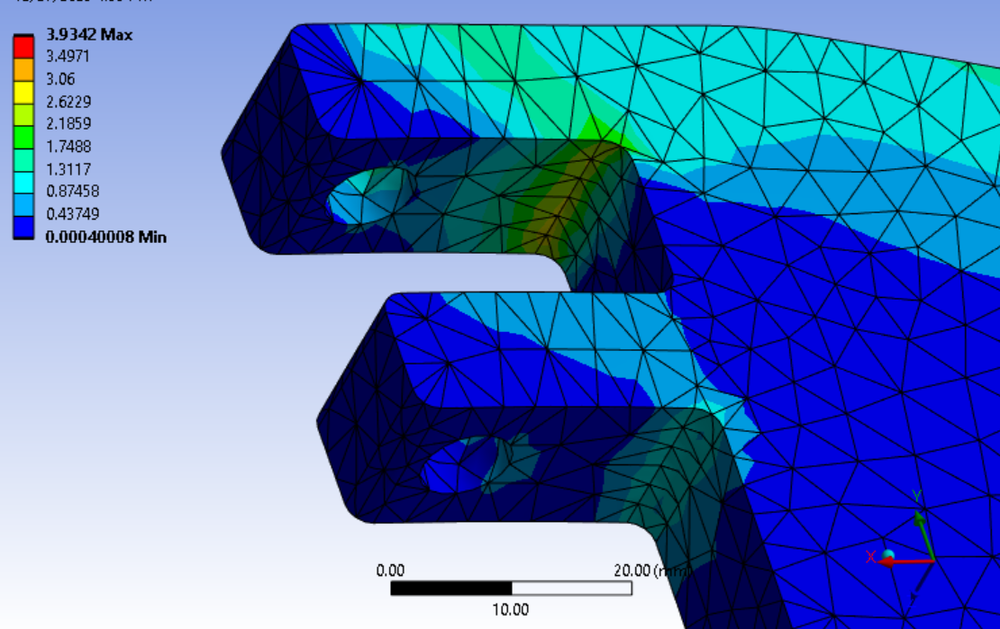 3.9342 Max
3.4971
3.06
2.6229
2.1859
1.7488
1.3117
0.87458
0.43749
0.00040008 Min
Y
X
0.00
20.00 (mm)
10.00